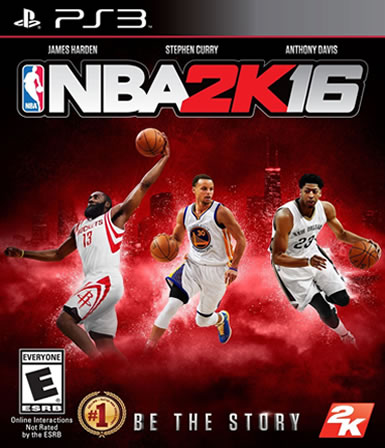 PS3
JAMES HARDEN STEPHEN CURRY ANTHONY DAVIS
NBA NBA2K16
ROCKETS
13
30
23
EVERYONE
E
ESRB
Online Interactions
Not Rated
by the ESRB
#1
BE THE STORY
2K